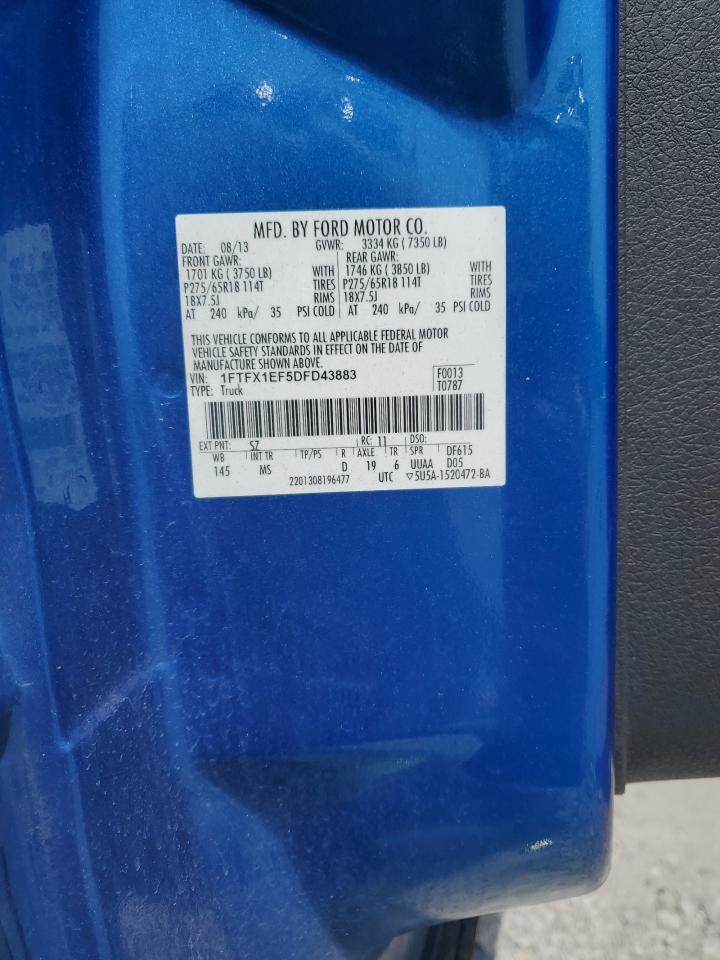 MFD. BY FORD MOTOR CO.
DATE: 08/13 GVWR: 3334 KG ( 7350 LB)
FRONT GAWR: REAR GAWR:
1701 KG ( 3750 LB) WITH 1746 KG ( 3850 LB) WITH
P275/65R18 114T TIRES P275/65R18 114T TIRES
18X7.5J RIMS 18X7.5J RIMS
AT 240 kPa/ 35 PSI COLD AT 240 kPa/ 35 PSI COLD
THIS VEHICLE CONFORMS TO ALL APPLICABLE FEDERAL MOTOR
VEHICLE SAFETY STANDARDS IN EFFECT ON THE DATE OF
MANUFACTURE SHOWN ABOVE.
VIN: 1FTFX1EF5DFD43883 F0013
TYPE: Truck T0787
EXT PNT: SZ RC: 11 DSO:
WB INT TR TP/PS R AXLE TR SPR DF615
145 MS D 19 6 UUAA D05
2201308196477 UTC ▽5U5A-1520472-BA